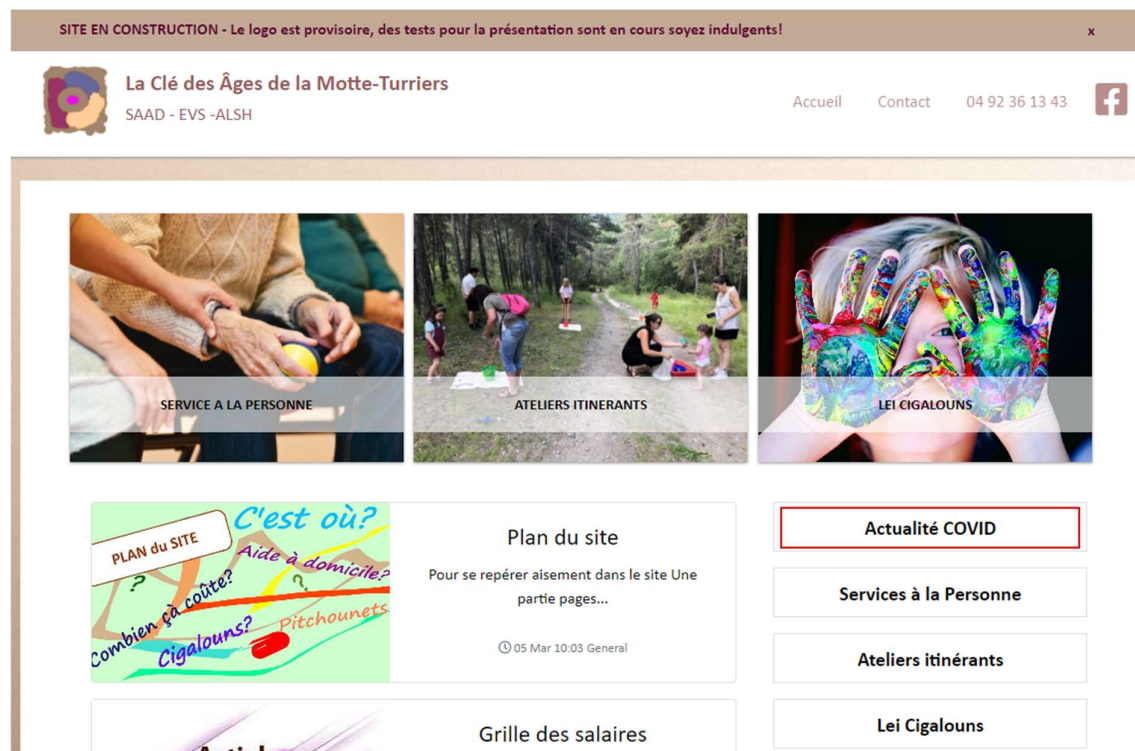 SITE EN CONSTRUCTION - Le logo est provisoire, des tests pour la présentation sont en cours soyez indulgents!
x
La Clé des Âges de la Motte-Turriers
SAAD - EVS -ALSH
Accueil
Contact
04 92 36 13 43
SERVICE A LA PERSONNE
ATELIERS ITINERANTS
LEI CIGALOUNS
C'est où?
PLAN du SITE
Aide à domicile?
?
?
Combien çà coûte?
Cigalouns?
Pitchounets
Plan du site
Pour se repérer aisement dans le site Une
partie pages...
05 Mar 10:03 General
Grille des salaires
Actualité COVID
Services à la Personne
Ateliers itinérants
Lei Cigalouns